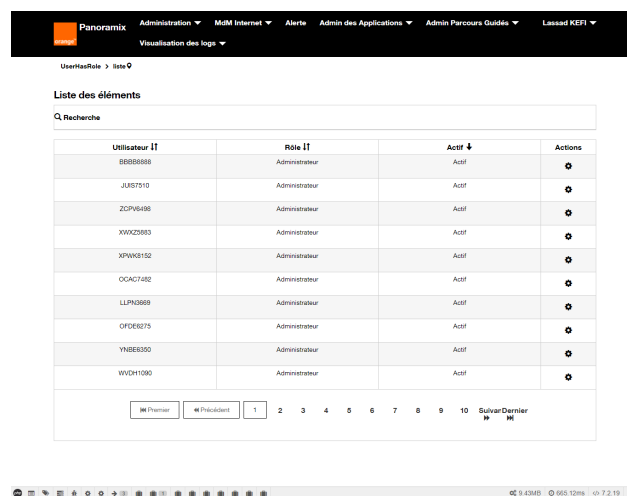 Panoramix
orange
Administration MdM Internet Alerte Admin des Applications Admin Parcours Guidés Lassad KEFI
Visualisation des logs
UserHasRole > liste
Liste des éléments
Recherche
Utilisateur Rôle Actif Actions
BBBB8888 Administrateur Actif
JUIS7510 Administrateur Actif
ZCPV6498 Administrateur Actif
XWXZ5883 Administrateur Actif
XPWK8152 Administrateur Actif
OCAC7482 Administrateur Actif
LLPN3669 Administrateur Actif
OFDE6275 Administrateur Actif
YNBE6350 Administrateur Actif
WVDH1090 Administrateur Actif
Premier Précédent 1 2 3 4 5 6 7 8 9 10 Suivar Dernier
9.43MB 665.12ms 7.2.19